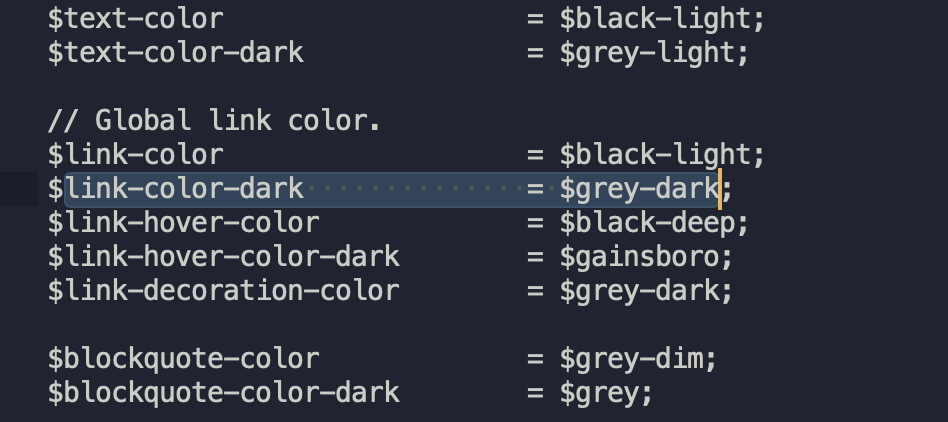 $text-color                   = $black-light;
$text-color-dark              = $grey-light;

// Global link color.
$link-color                   = $black-light;
$link-color-dark              = $grey-dark;
$link-hover-color             = $black-deep;
$link-hover-color-dark        = $gainsboro;
$link-decoration-color        = $grey-dark;

$blockquote-color             = $grey-dim;
$blockquote-color-dark        = $grey;